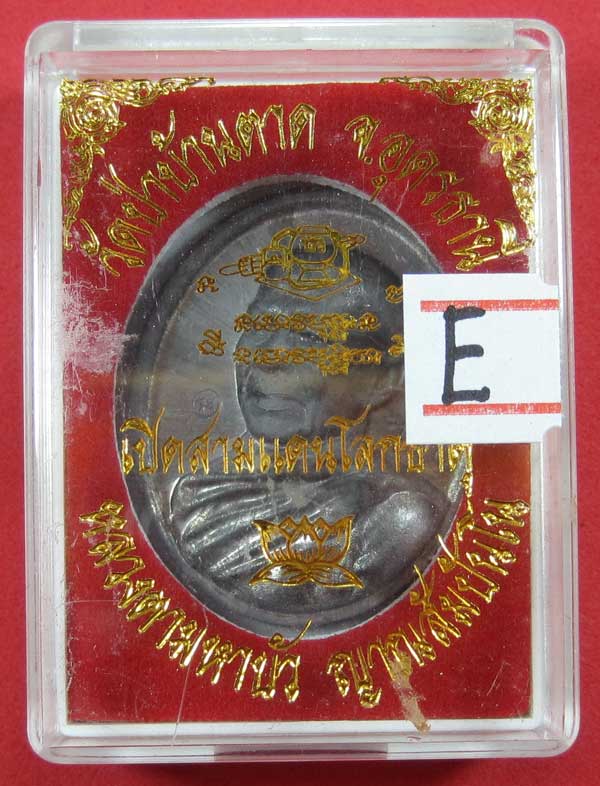 วัดป่าบ้านตาด จ.อุดรธานี
E
เปิดสามแดนโลกธาตุ
หลวงตามหาบัว ญาณสัมปันโน